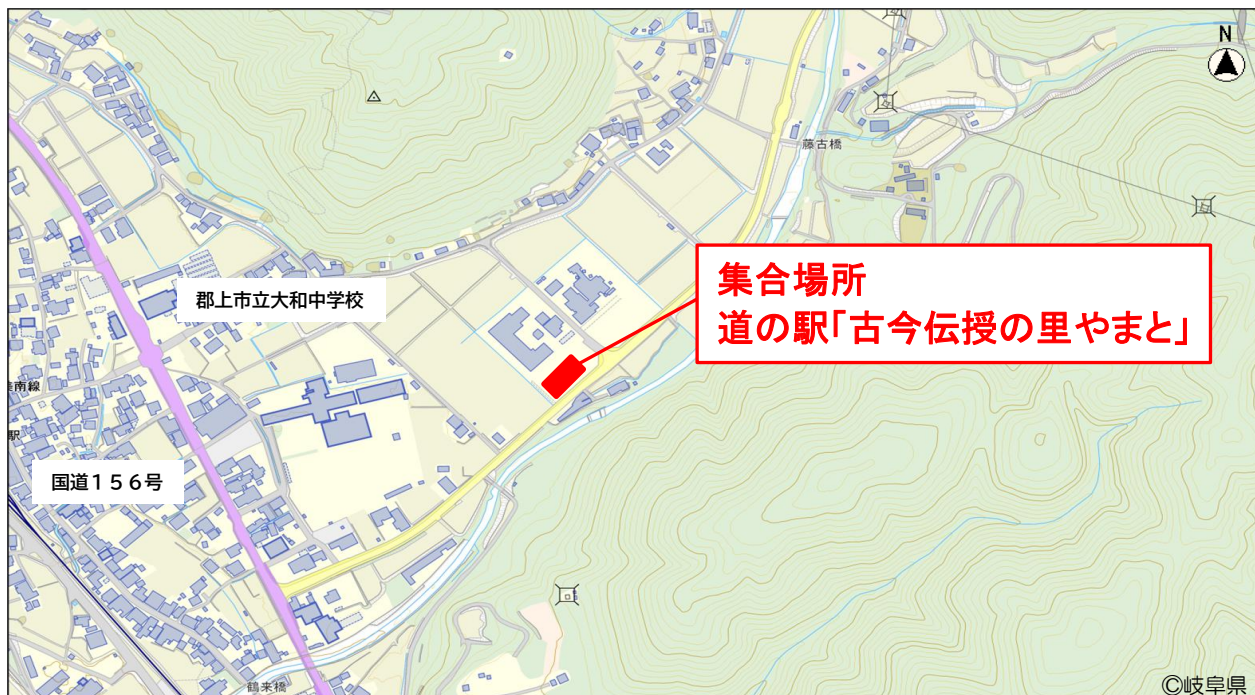 N
藤古橋
集合場所
道の駅「古今伝授の里やまと」
郡上市立大和中学校
南線
駅
国道156号
鶴来橋
©岐阜県